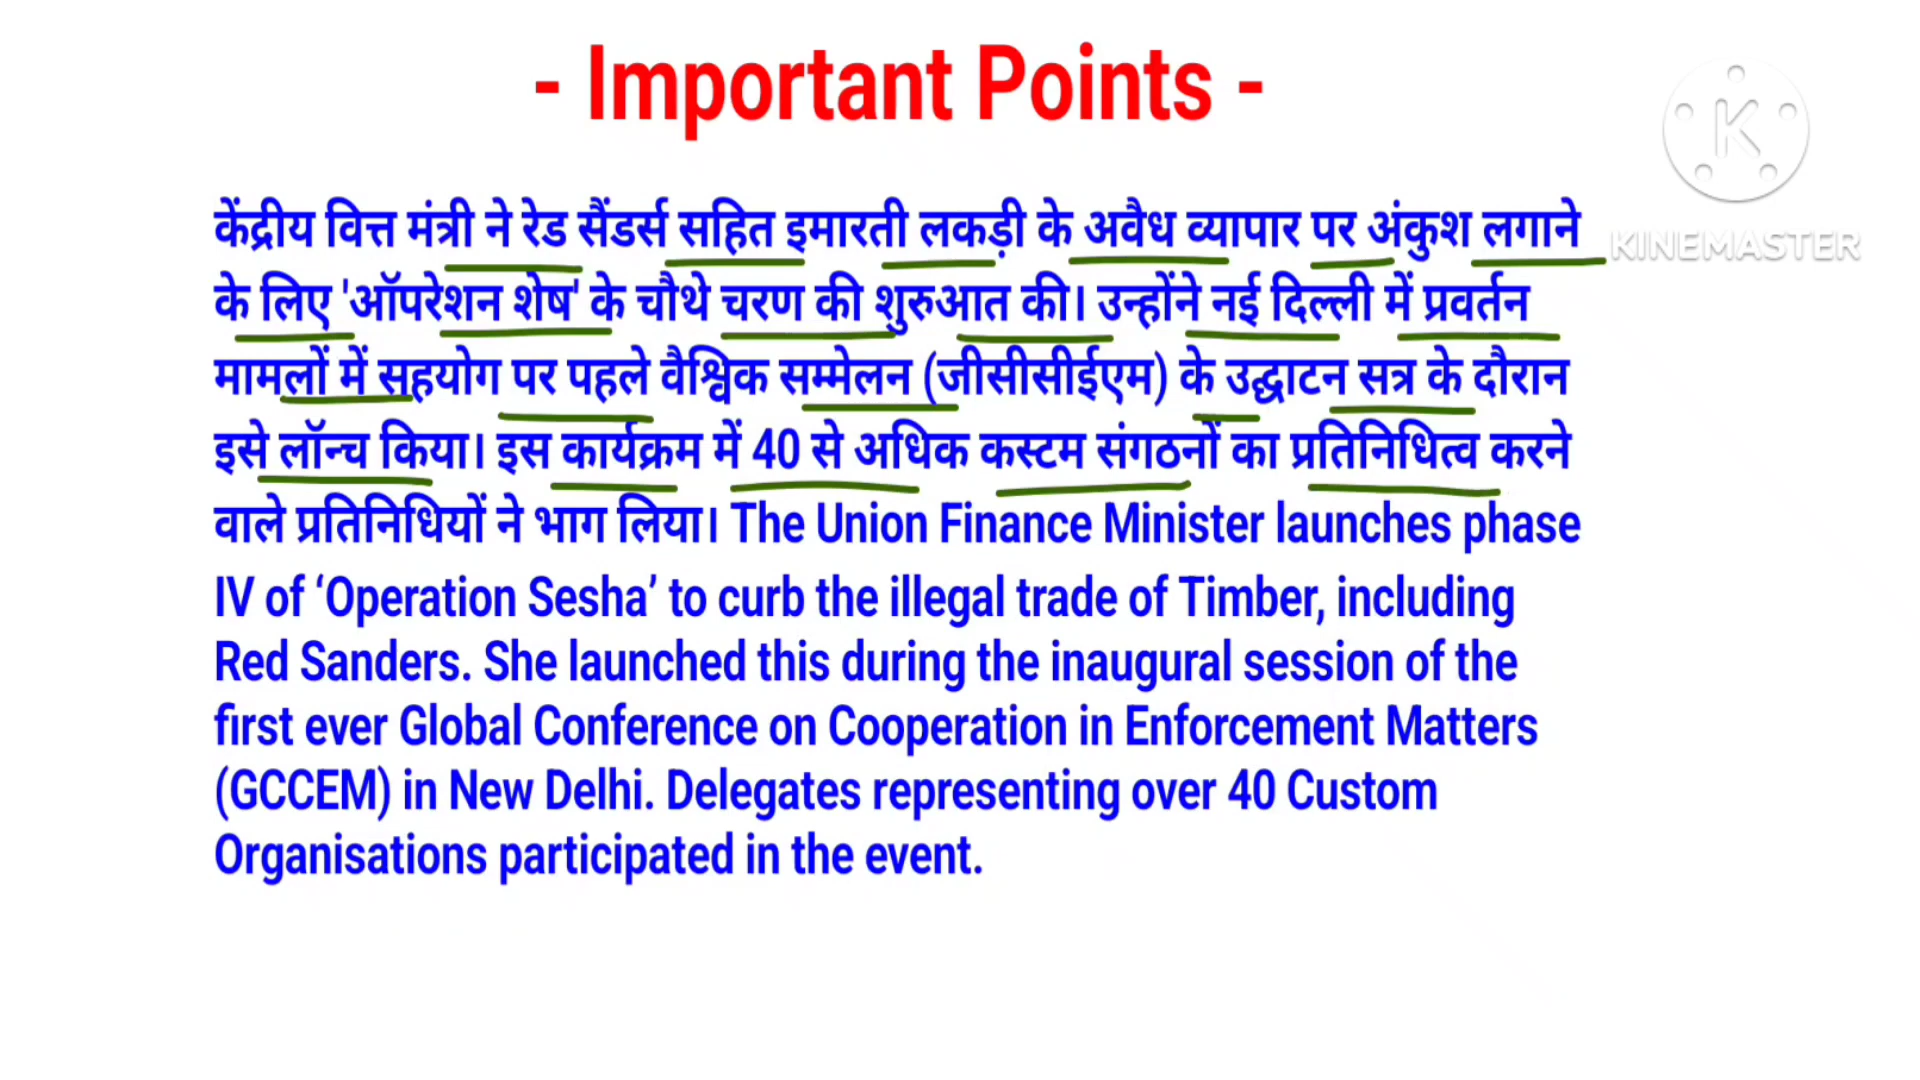 - Important Points -
KINEMASTER
केंद्रीय वित्त मंत्री ने रेड सैंडर्स सहित इमारती लकड़ी के अवैध व्यापार पर अंकुश लगाने
के लिए 'ऑपरेशन शेष' के चौथे चरण की शुरुआत की। उन्होंने नई दिल्ली में प्रवर्तन
मामलों में सहयोग पर पहले वैश्विक सम्मेलन (जीसीसीईएम) के उद्घाटन सत्र के दौरान
इसे लॉन्च किया। इस कार्यक्रम में 40 से अधिक कस्टम संगठनों का प्रतिनिधित्व करने
वाले प्रतिनिधियों ने भाग लिया। The Union Finance Minister launches phase
IV of ‘Operation Sesha’ to curb the illegal trade of Timber, including
Red Sanders. She launched this during the inaugural session of the
first ever Global Conference on Cooperation in Enforcement Matters
(GCCEM) in New Delhi. Delegates representing over 40 Custom
Organisations participated in the event.